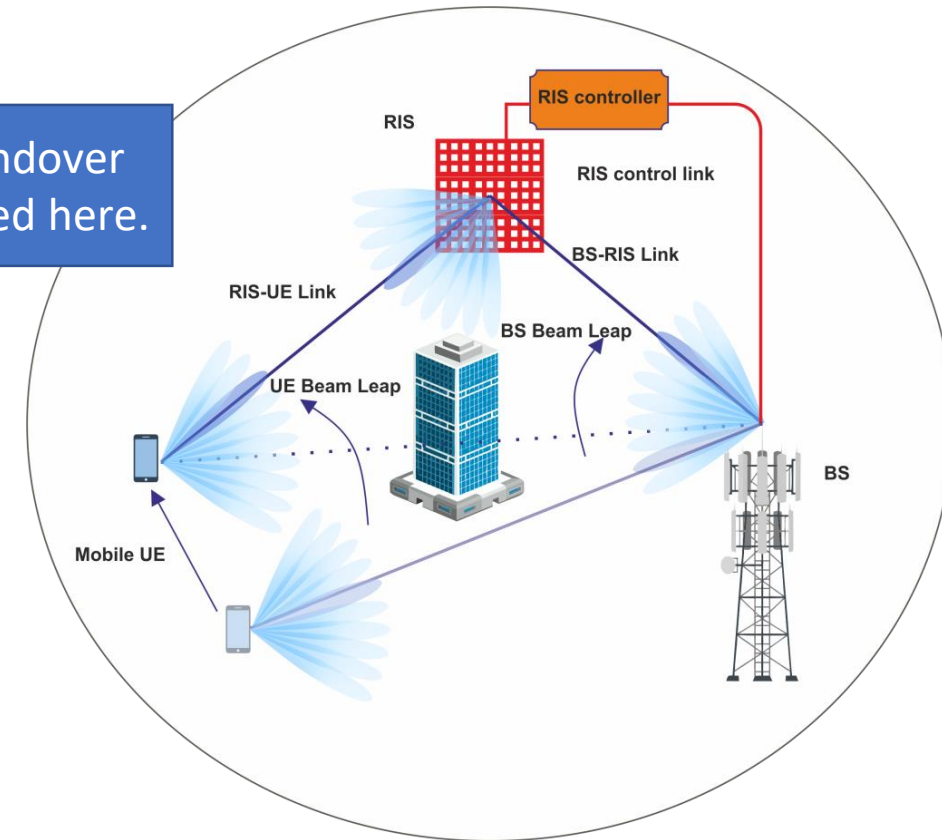 ndover
ed here.
RIS controller
RIS
RIS control link
BS-RIS Link
RIS-UE Link
BS Beam Leap
UE Beam Leap
BS
Mobile UE